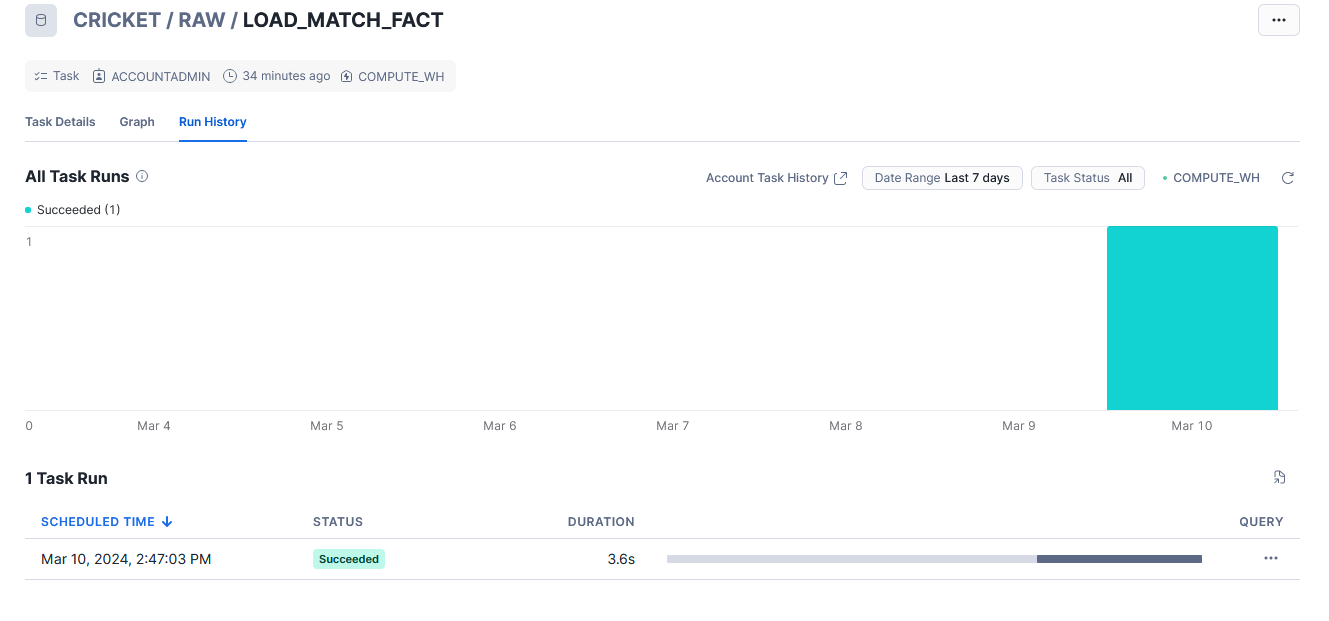 CRICKET / RAW / LOAD_MATCH_FACT
Task ACCOUNTADMIN 34 minutes ago COMPUTE_WH
Task Details Graph Run History
All Task Runs Account Task History Date Range Last 7 days Task Status All COMPUTE_WH
Succeeded (1)
1
0 Mar 4 Mar 5 Mar 6 Mar 7 Mar 8 Mar 9 Mar 10
1 Task Run
SCHEDULED TIME STATUS DURATION QUERY
Mar 10, 2024, 2:47:03 PM Succeeded 3.6s